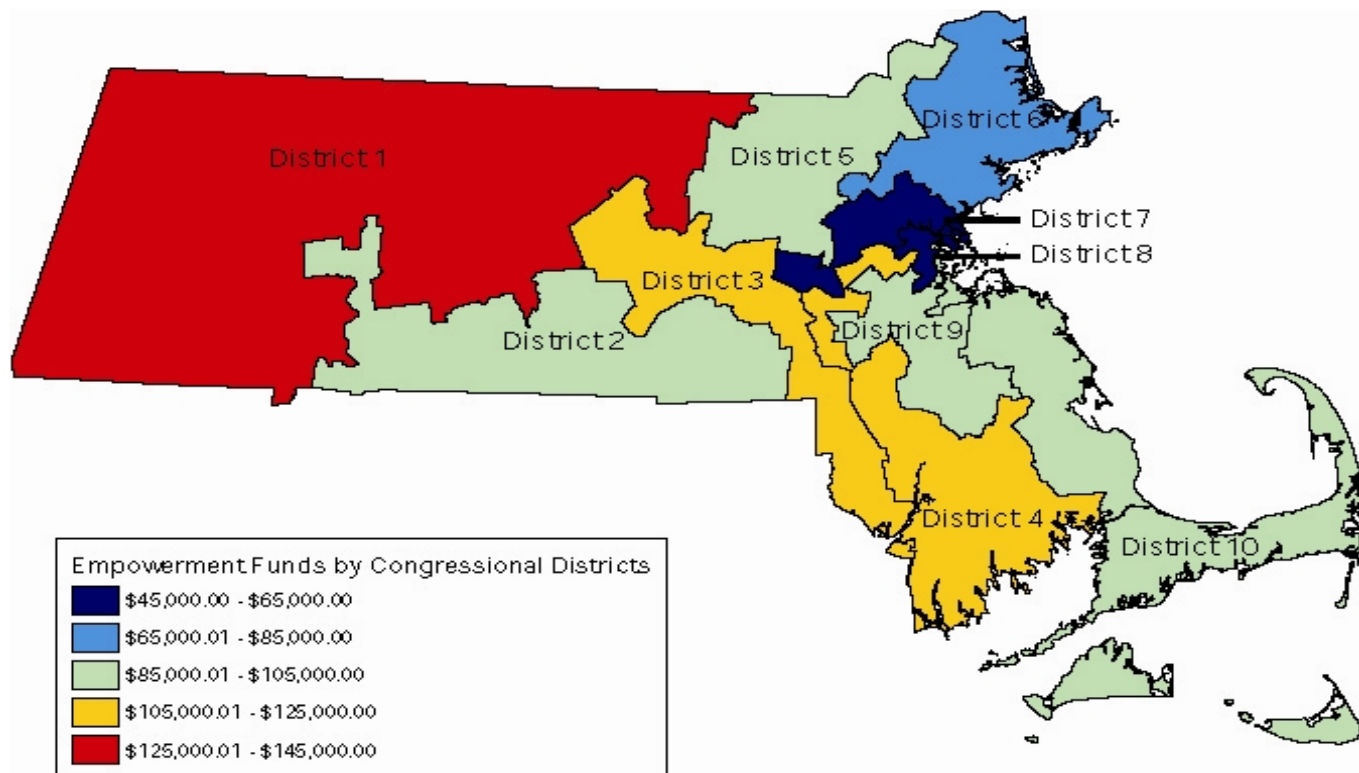 District 6
District 1
District 5
District 7
District 8
District 3
District 9
District 2
District 4
District 10
Empowerment Funds by Congressional Districts
$45,000.00 - $65,000.00
$65,000.01 - $85,000.00
$85,000.01 - $105,000.00
$105,000.01 - $125,000.00
$125,000.01 - $145,000.00